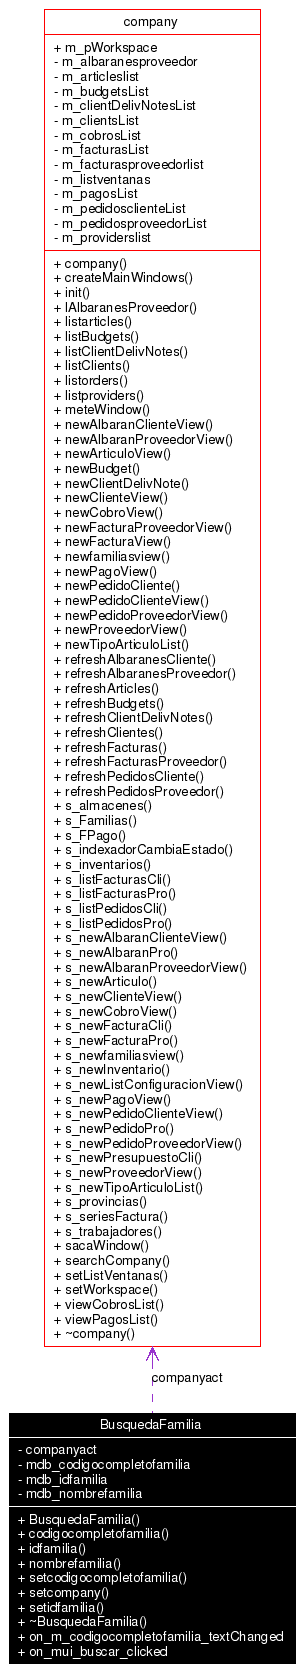 company
+ m_pWorkspace
- m_albaranesproveedor
- m_articleslist
- m_budgetsList
- m_clientDelivNotesList
- m_clientsList
- m_cobrosList
- m_facturasList
- m_facturasproveedorlist
- m_listventanas
- m_pagosList
- m_pedidosclienteList
- m_pedidosproveedorList
- m_providerslist
+ company()
+ createMainWindows()
+ init()
+ lAlbaranesProveedor()
+ listarticles()
+ listBudgets()
+ listClientDelivNotes()
+ listClients()
+ listorders()
+ listproviders()
+ meteWindow()
+ newAlbaranClienteView()
+ newAlbaranProveedorView()
+ newArticuloView()
+ newBudget()
+ newClientDelivNote()
+ newClienteView()
+ newCobroView()
+ newFacturaProveedorView()
+ newFacturaView()
+ newfamiliasview()
+ newPagoView()
+ newPedidoCliente()
+ newPedidoClienteView()
+ newPedidoProveedorView()
+ newProveedorView()
+ newTipoArticuloList()
+ refreshAlbaranesCliente()
+ refreshAlbaranesProveedor()
+ refreshArticles()
+ refreshBudgets()
+ refreshClientDelivNotes()
+ refreshClientes()
+ refreshFacturas()
+ refreshFacturasProveedor()
+ refreshPedidosCliente()
+ refreshPedidosProveedor()
+ s_almacenes()
+ s_Familias()
+ s_FPago()
+ s_indexadorCambiaEstado()
+ s_inventarios()
+ s_listFacturasCli()
+ s_listFacturasPro()
+ s_listPedidosCli()
+ s_listPedidosPro()
+ s_newAlbaranClienteView()
+ s_newAlbaranPro()
+ s_newAlbaranProveedorView()
+ s_newArticulo()
+ s_newClienteView()
+ s_newCobroView()
+ s_newFacturaCli()
+ s_newFacturaPro()
+ s_newfamiliasview()
+ s_newInventario()
+ s_newListConfiguracionView()
+ s_newPagoView()
+ s_newPedidoClienteView()
+ s_newPedidoPro()
+ s_newPedidoProveedorView()
+ s_newPresupuestoCli()
+ s_newProveedorView()
+ s_newTipoArticuloList()
+ s_provincias()
+ s_seriesFactura()
+ s_trabajadores()
+ sacaWindow()
+ searchCompany()
+ setListVentanas()
+ setWorkspace()
+ viewCobrosList()
+ viewPagosList()
+ ~company()
companyact
BusquedaFamilia
- companyact
- mdb_codigocompletofamilia
- mdb_idfamilia
- mdb_nombrefamilia
+ BusquedaFamilia()
+ codigocompletofamilia()
+ idfamilia()
+ nombrefamilia()
+ setcodigocompletofamilia()
+ setcompany()
+ setidfamilia()
+ ~BusquedaFamilia()
+ on_m_codigocompletofamilia_textChanged
+ on_mui_buscar_clicked